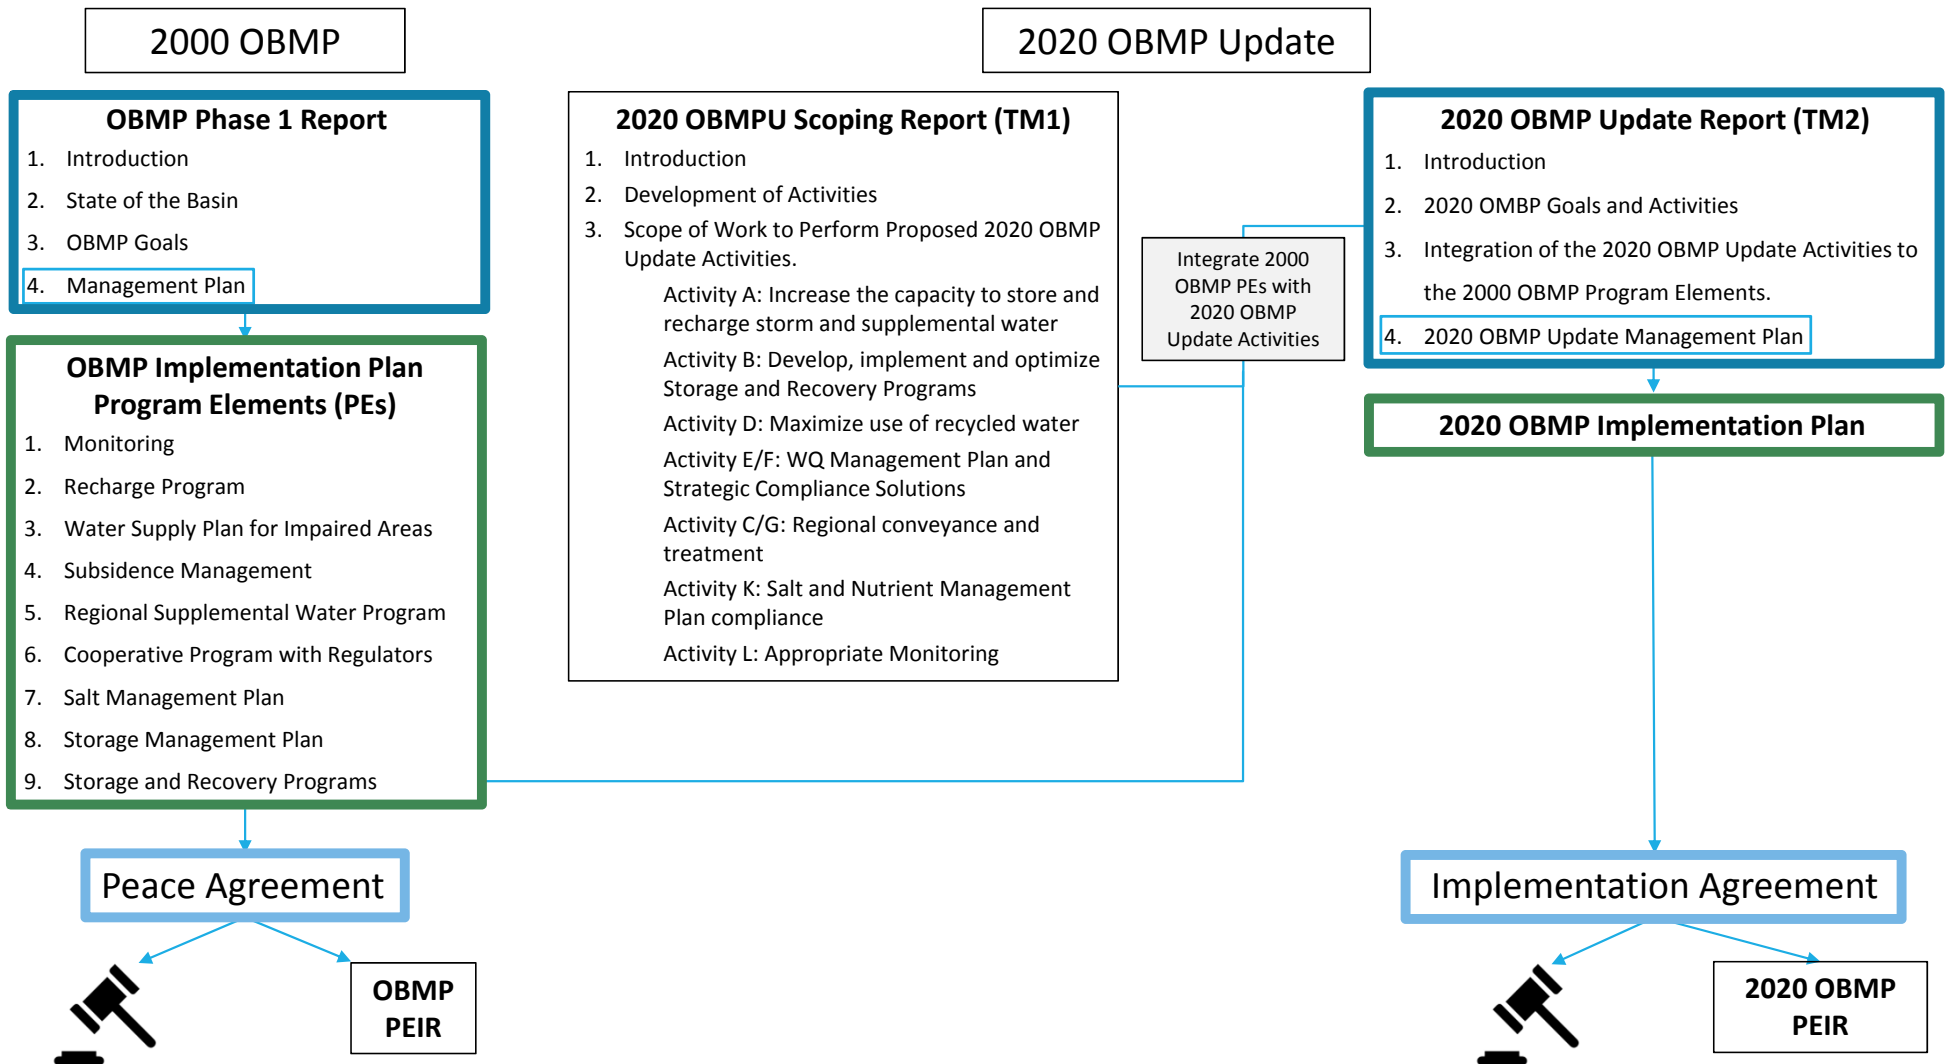 2000 OBMP
2020 OBMP Update
OBMP Phase 1 Report
1. Introduction
2. State of the Basin
3. OBMP Goals
4. Management Plan
OBMP Implementation Plan
Program Elements (PEs)
1. Monitoring
2. Recharge Program
3. Water Supply Plan for Impaired Areas
4. Subsidence Management
5. Regional Supplemental Water Program
6. Cooperative Program with Regulators
7. Salt Management Plan
8. Storage Management Plan
9. Storage and Recovery Programs
Peace Agreement
OBMP
PEIR
2020 OBMPU Scoping Report (TM1)
1. Introduction
2. Development of Activities
3. Scope of Work to Perform Proposed 2020 OBMP
Update Activities.
Activity A: Increase the capacity to store and
recharge storm and supplemental water
Activity B: Develop, implement and optimize
Storage and Recovery Programs
Activity D: Maximize use of recycled water
Activity E/F: WQ Management Plan and
Strategic Compliance Solutions
Activity C/G: Regional conveyance and
treatment
Activity K: Salt and Nutrient Management
Plan compliance
Activity L: Appropriate Monitoring
Integrate 2000
OBMP PEs with
2020 OBMP
Update Activities
2020 OBMP Update Report (TM2)
1. Introduction
2. 2020 OMBP Goals and Activities
3. Integration of the 2020 OBMP Update Activities to
the 2000 OBMP Program Elements.
4. 2020 OBMP Update Management Plan
2020 OBMP Implementation Plan
Implementation Agreement
2020 OBMP
PEIR